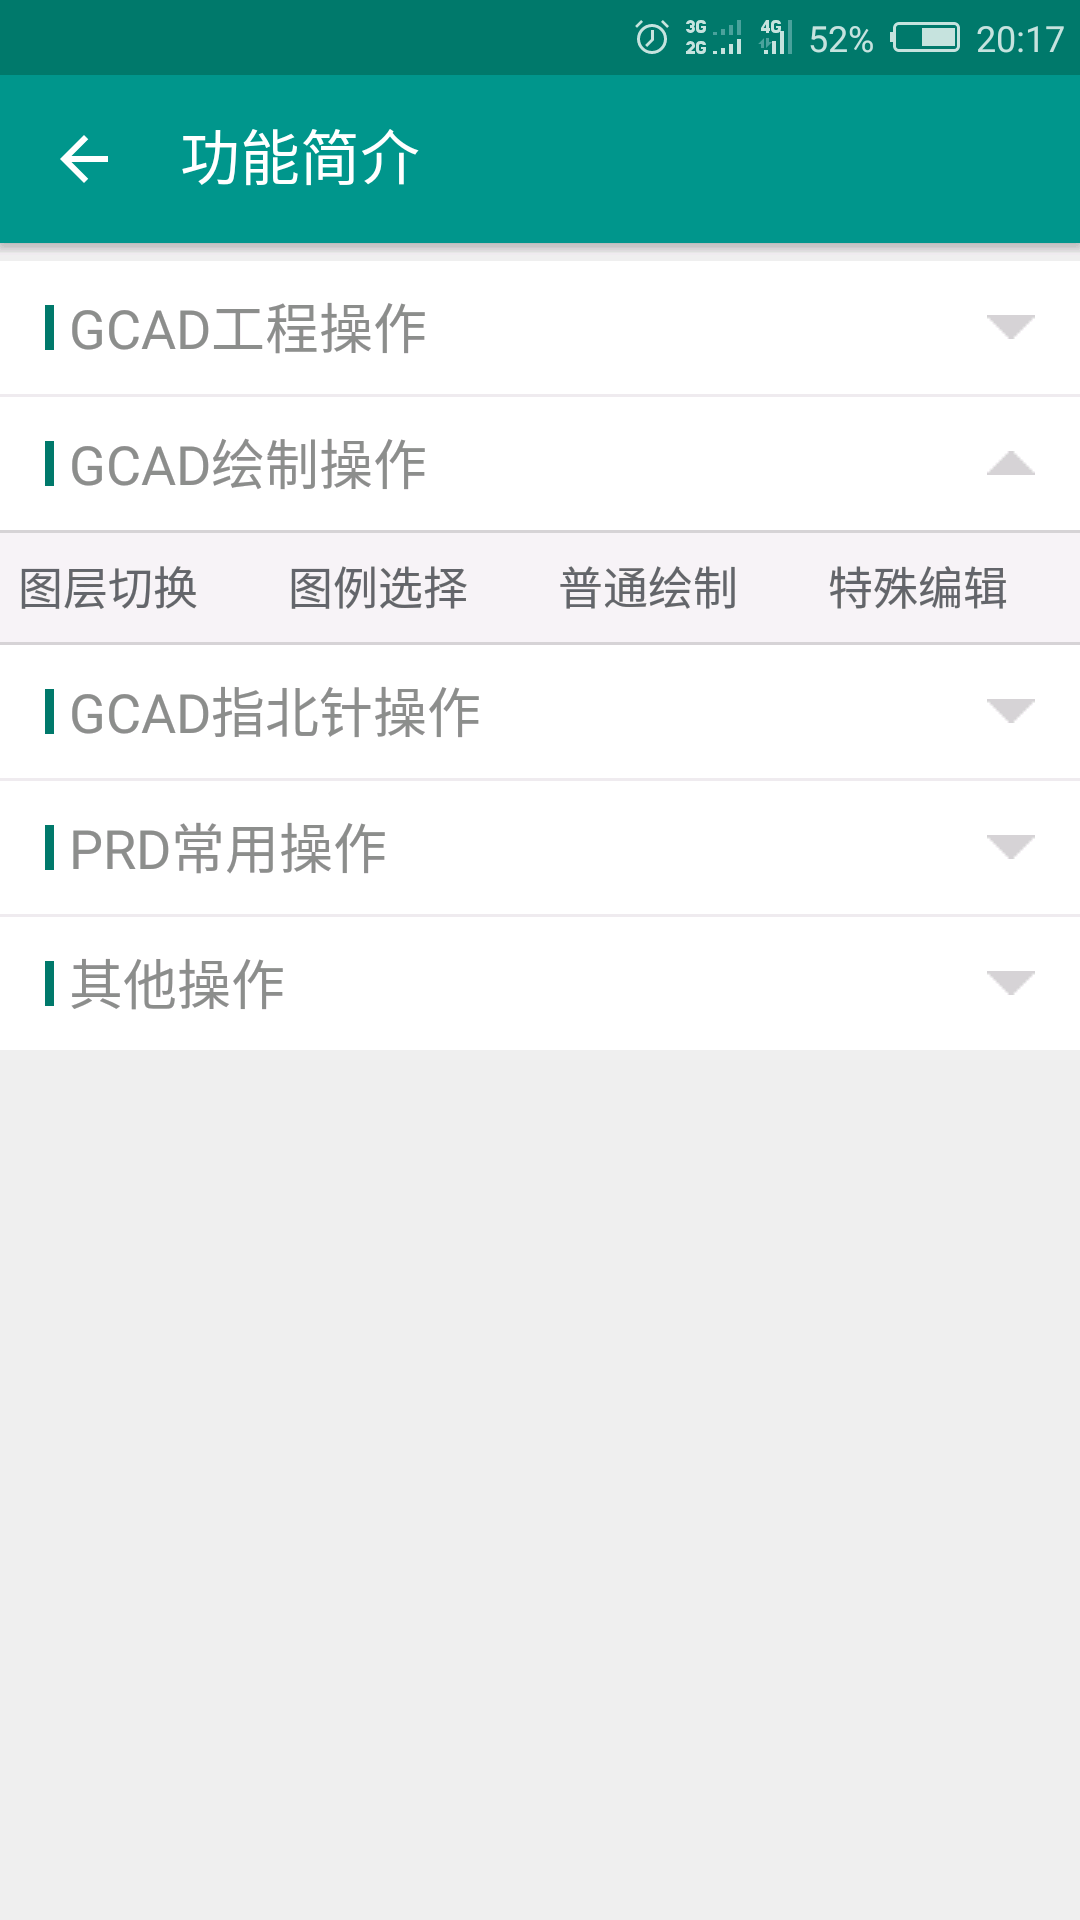 3G 2G 4G 52% 20:17
功能简介
GCAD工程操作
GCAD绘制操作
图层切换 图例选择 普通绘制 特殊编辑
GCAD指北针操作
PRD常用操作
其他操作